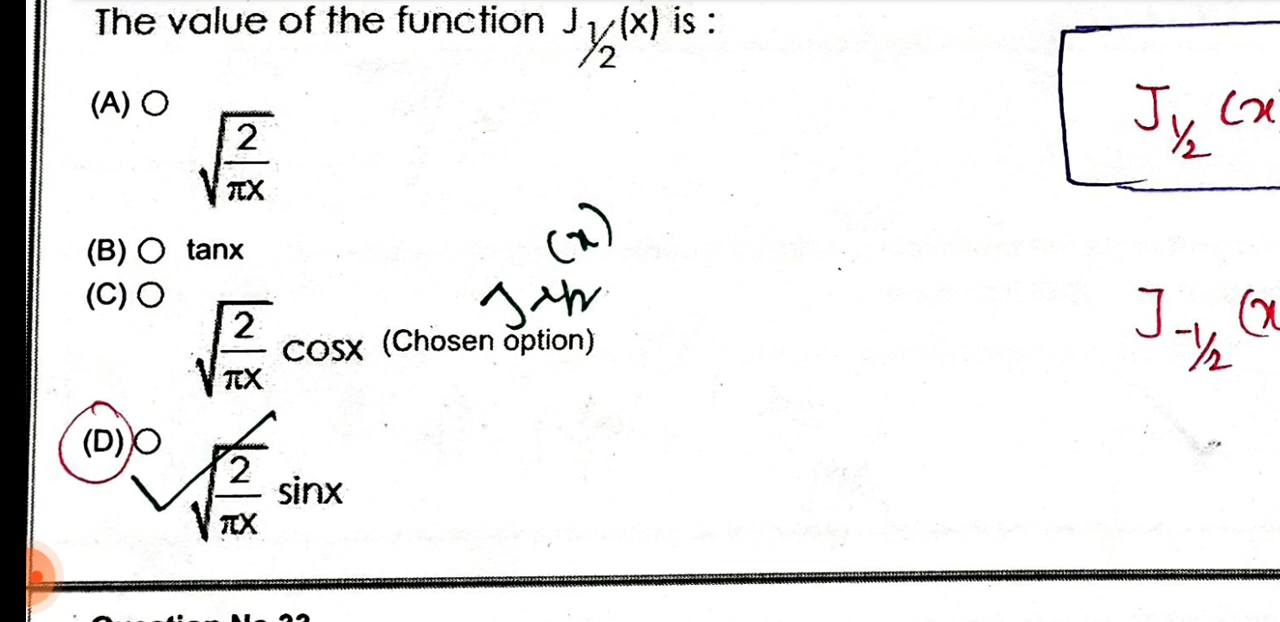 The value of the function J1/2(x) is :
(A) ○ √(2/πx)
(B) ○ tanx
(C) ○ √(2/πx) cosx (Chosen option)
(D) ○ √(2/πx) sinx
J1/2 (x
(x)
J-1/2 (x